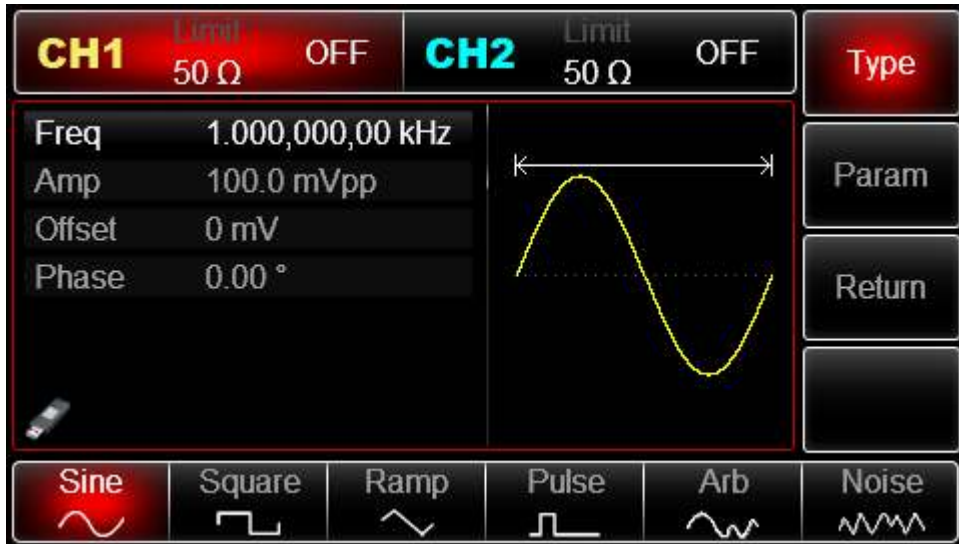 CH1 Limit 50 Ω OFF
CH2 Limit 50 Ω OFF
Type
Freq 1.000,000,00 kHz
Amp 100.0 mVpp
Offset 0 mV
Phase 0.00 °
Param
Return
Sine Square Ramp Pulse Arb Noise